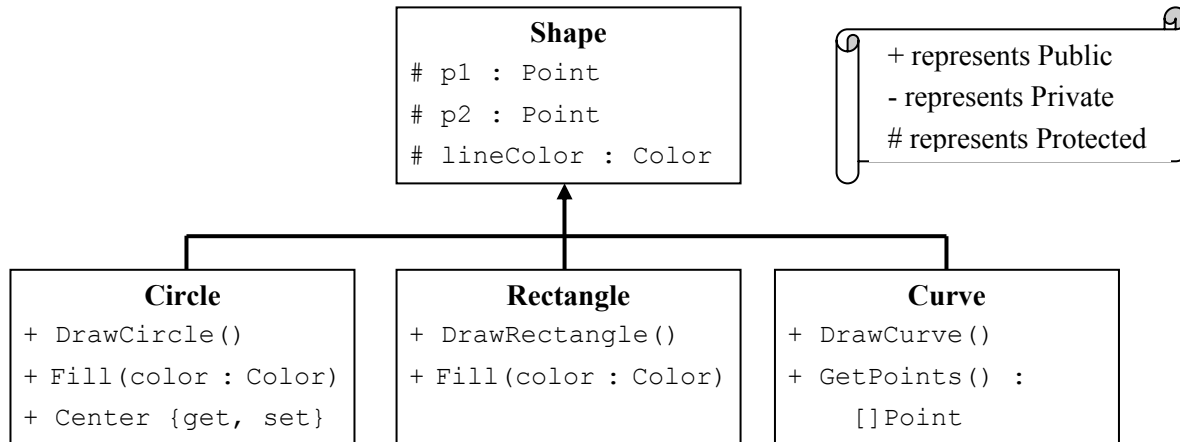 Shape
# p1 : Point
# p2 : Point
# lineColor : Color
+ represents Public
- represents Private
# represents Protected
Circle
+ DrawCircle()
+ Fill(color : Color)
+ Center {get, set}
Rectangle
+ DrawRectangle()
+ Fill(color : Color)
Curve
+ DrawCurve()
+ GetPoints() :
[]Point